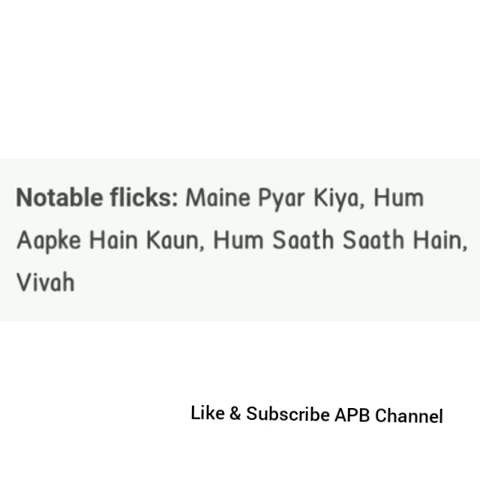 Notable flicks: Maine Pyar Kiya, Hum
Aapke Hain Kaun, Hum Saath Saath Hain,
Vivah
Like & Subscribe APB Channel